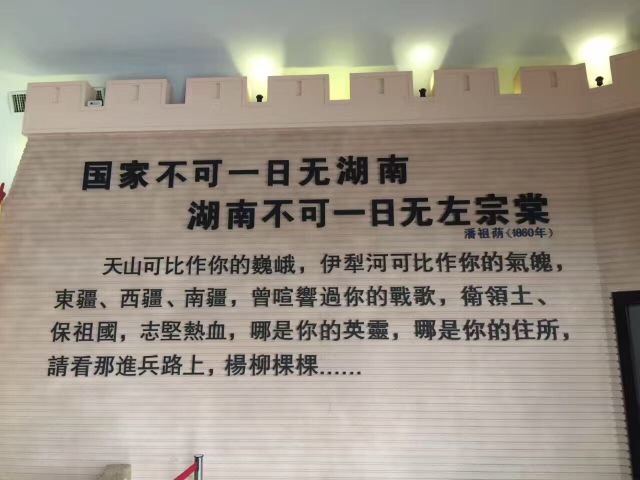 国家不可一日无湖南
湖南不可一日无左宗棠
潘祖荫(1860年)
天山可比作你的巍峨，伊犁河可比作你的氣魄，
東疆、西疆、南疆，曾喧響過你的戰歌，衛領土、
保祖國，志堅熱血，哪是你的英靈，哪是你的住所，
請看那進兵路上，楊柳棵棵……